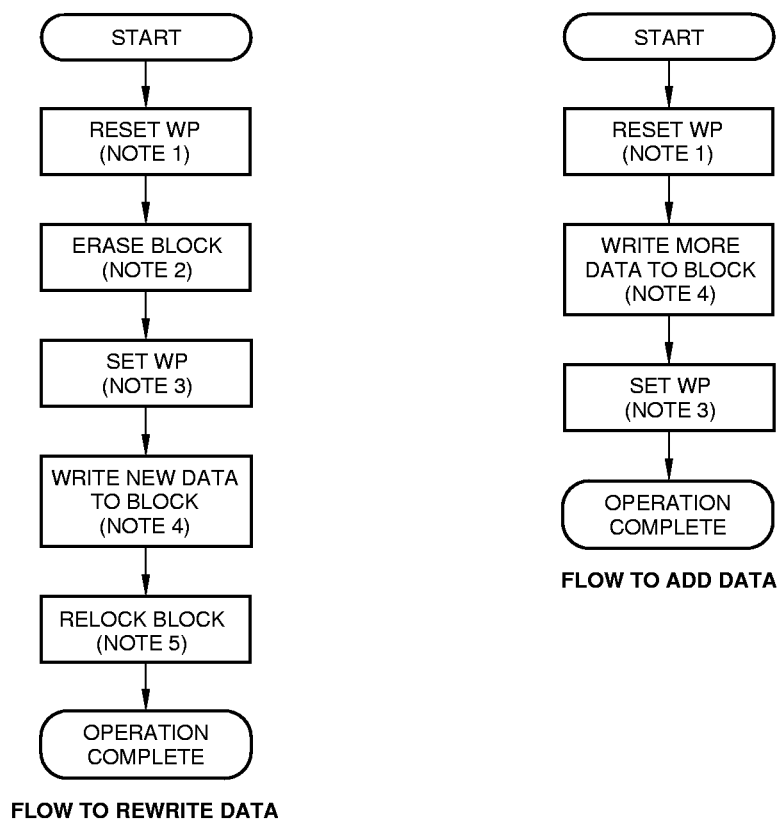 START
RESET WP
(NOTE 1)
ERASE BLOCK
(NOTE 2)
SET WP
(NOTE 3)
WRITE NEW DATA
TO BLOCK
(NOTE 4)
RELOCK BLOCK
(NOTE 5)
OPERATION
COMPLETE
FLOW TO REWRITE DATA
START
RESET WP
(NOTE 1)
WRITE MORE
DATA TO BLOCK
(NOTE 4)
SET WP
(NOTE 3)
OPERATION
COMPLETE
FLOW TO ADD DATA